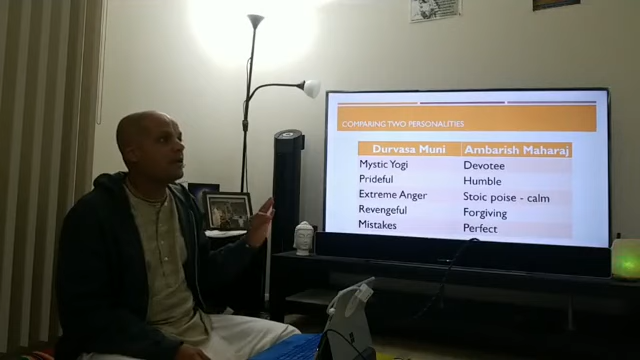 COMPARING TWO PERSONALITIES
Durvasa Muni Ambarish Maharaj
Mystic Yogi Devotee
Prideful Humble
Extreme Anger Stoic poise - calm
Revengeful Forgiving
Mistakes Perfect